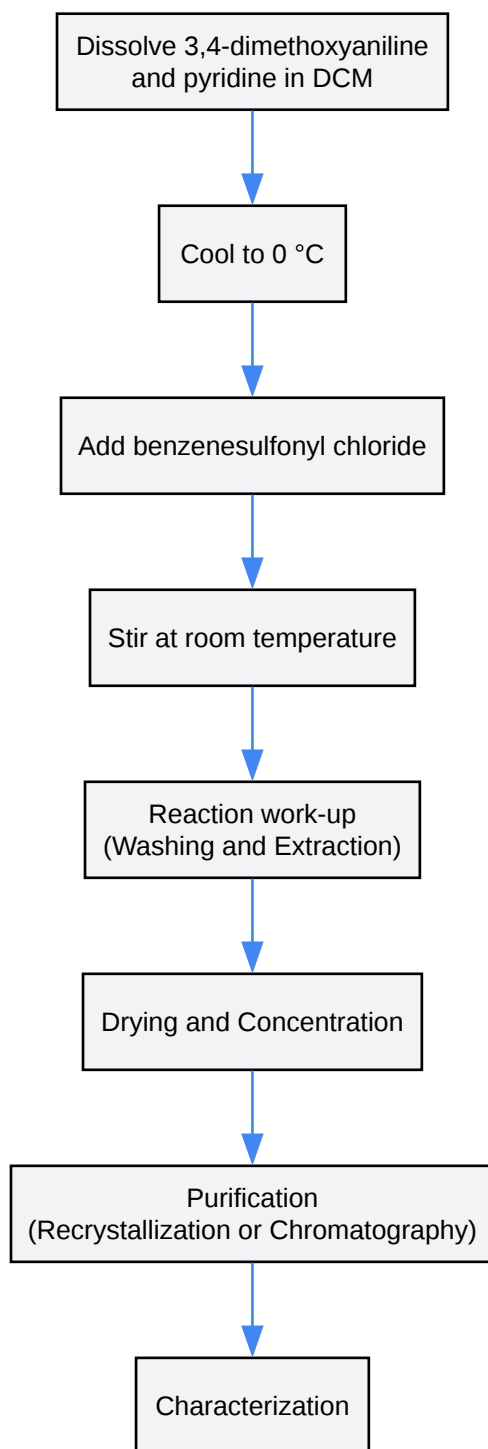 Dissolve 3,4-dimethoxyaniline
and pyridine in DCM
Cool to 0 °C
Add benzenesulfonyl chloride
Stir at room temperature
Reaction work-up
(Washing and Extraction)
Drying and Concentration
Purification
(Recrystallization or Chromatography)
Characterization